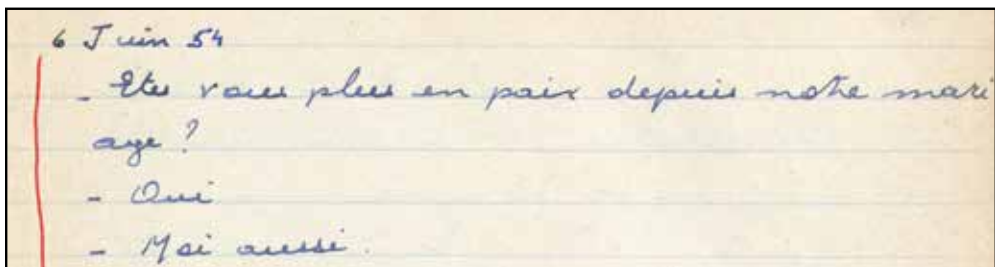 6 Juin 54
- Etes vous plus en paix depuis notre mari
age ?
- Oui
- Moi aussi.